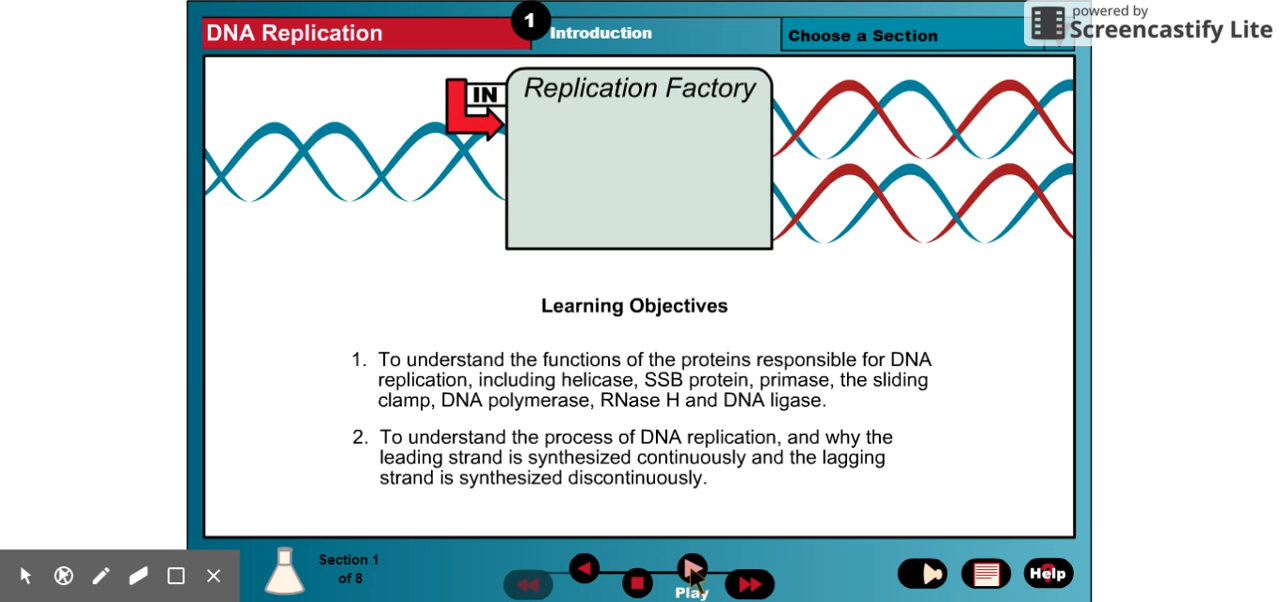 powered by
Screencastify Lite
DNA Replication
1
Introduction
Choose a Section
IN
Replication Factory
Learning Objectives
1. To understand the functions of the proteins responsible for DNA
replication, including helicase, SSB protein, primase, the sliding
clamp, DNA polymerase, RNase H and DNA ligase.
2. To understand the process of DNA replication, and why the
leading strand is synthesized continuously and the lagging
strand is synthesized discontinuously.
Section 1
of 8
Play
Help